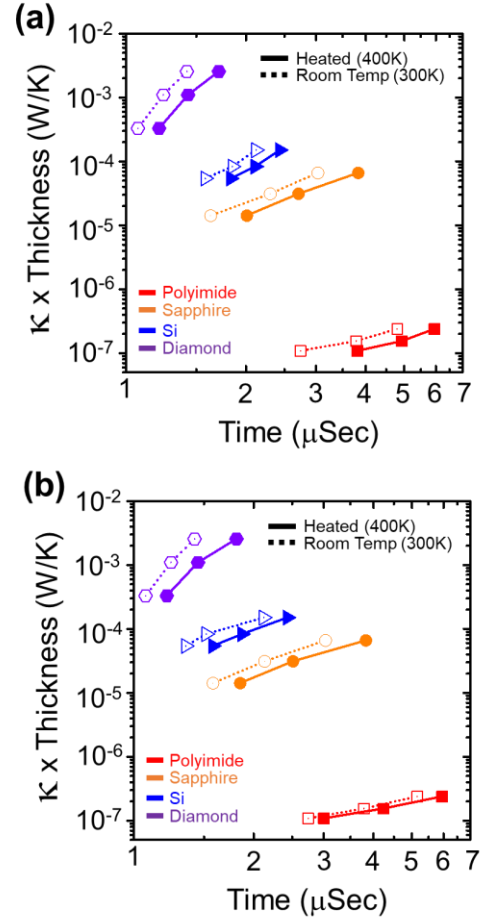 (a)
κ x Thickness (W/K)
10⁻²
10⁻³
10⁻⁴
10⁻⁵
10⁻⁶
10⁻⁷
Heated (400K)
Room Temp (300K)
Polyimide
Sapphire
Si
Diamond
1 2 3 4 5 6 7
Time (μSec)
(b)
κ x Thickness (W/K)
10⁻²
10⁻³
10⁻⁴
10⁻⁵
10⁻⁶
10⁻⁷
Heated (400K)
Room Temp (300K)
Polyimide
Sapphire
Si
Diamond
1 2 3 4 5 6 7
Time (μSec)